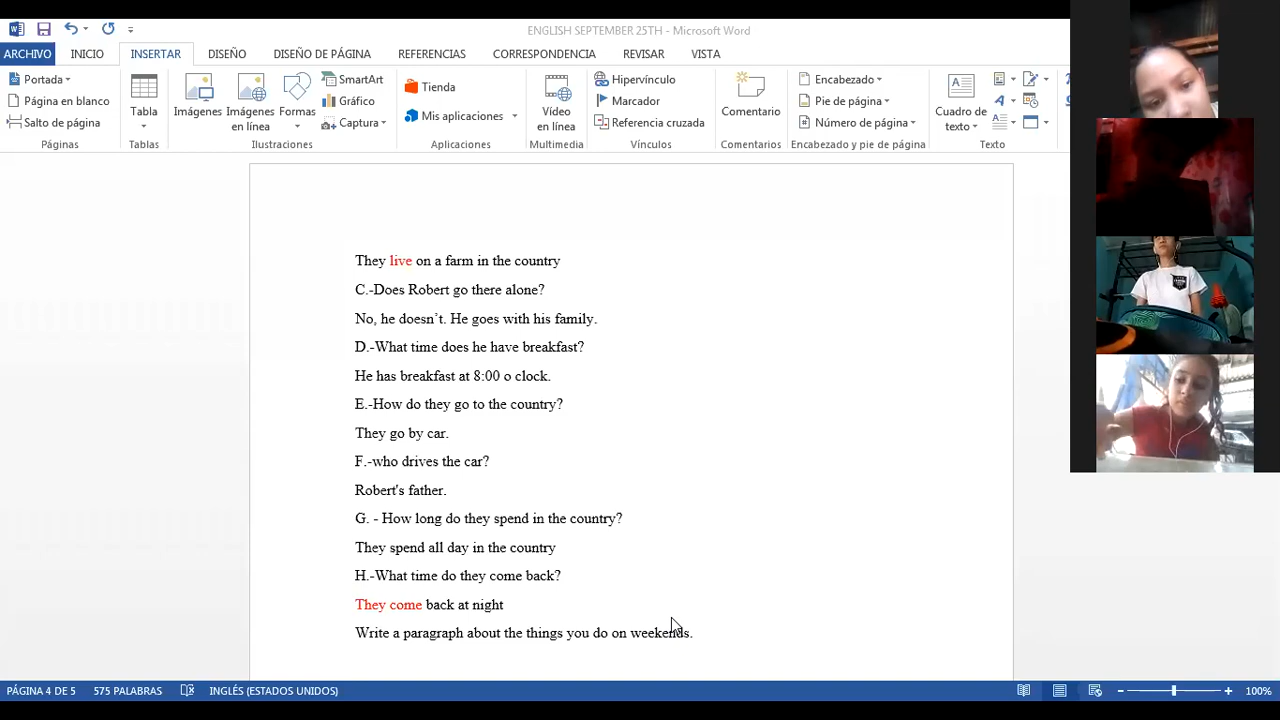 ENGLISH SEPTEMBER 25TH - Microsoft Word
ARCHIVO INICIO INSERTAR DISEÑO DISEÑO DE PÁGINA REFERENCIAS CORRESPONDENCIA REVISAR VISTA
Portada
Página en blanco
Salto de página
Páginas
Tabla
Tablas
Imágenes
Imágenes en línea
Formas
SmartArt
Gráfico
Captura
Ilustraciones
Tienda
Mis aplicaciones
Aplicaciones
Vídeo en línea
Multimedia
Hipervínculo
Marcador
Referencia cruzada
Vínculos
Comentario
Comentarios
Encabezado
Pie de página
Número de página
Encabezado y pie de página
Cuadro de texto
Texto
They live on a farm in the country
C.-Does Robert go there alone?
No, he doesn’t. He goes with his family.
D.-What time does he have breakfast?
He has breakfast at 8:00 o clock.
E.-How do they go to the country?
They go by car.
F.-who drives the car?
Robert's father.
G. - How long do they spend in the country?
They spend all day in the country
H.-What time do they come back?
They come back at night
Write a paragraph about the things you do on weekends.
PÁGINA 4 DE 5 575 PALABRAS INGLÉS (ESTADOS UNIDOS) 100%